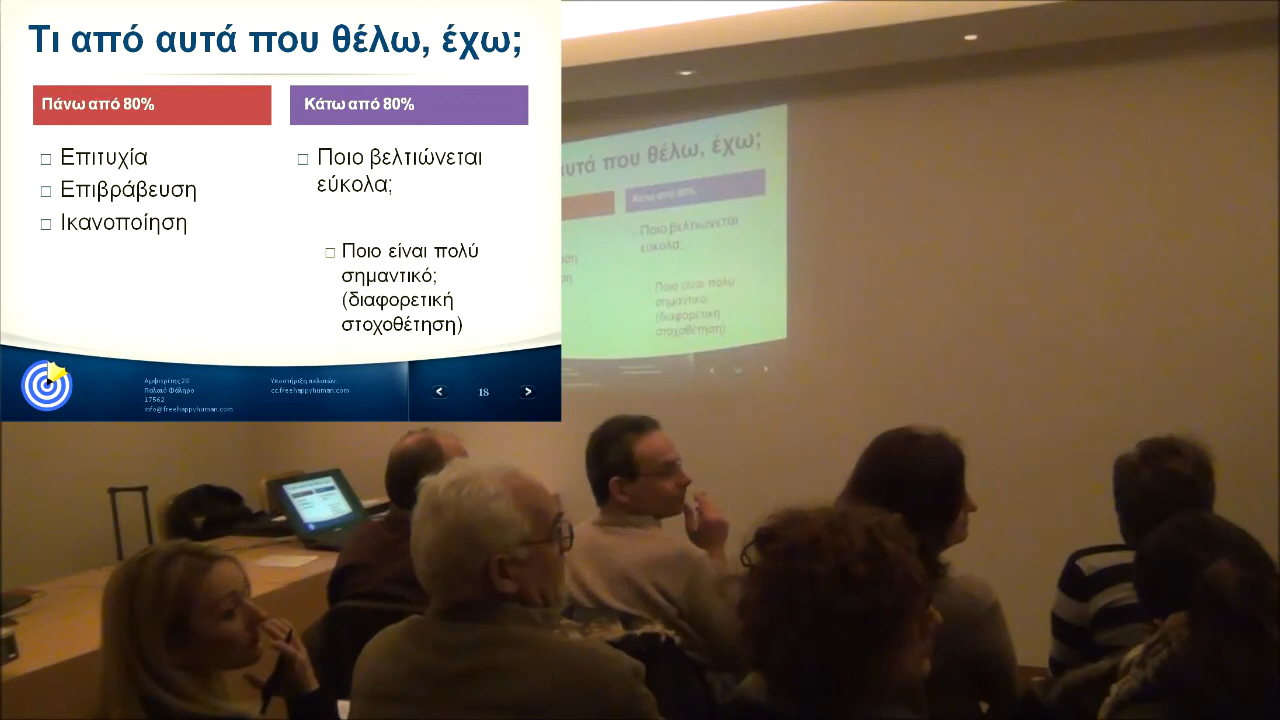 Τι από αυτά που θέλω, έχω;
Πάνω από 80%
Επιτυχία
Επιβράβευση
Ικανοποίηση
Κάτω από 80%
Ποιο βελτιώνεται
εύκολα;
Ποιο είναι πολύ
σημαντικό;
(διαφορετική
στοχοθέτηση)
Αμφιτρίτης 28
Παλαιό Φάληρο
17562
info@freehappyhuman.com
Υποστήριξη πελατών:
cc.freehappyhuman.com
18
αυτά που θέλω, έχω;
Κάτω από 80%
Ποιο βελτιώνεται
εύκολα;
Ποιο είναι πολύ
σημαντικό;
(διαφορετική
στοχοθέτηση)